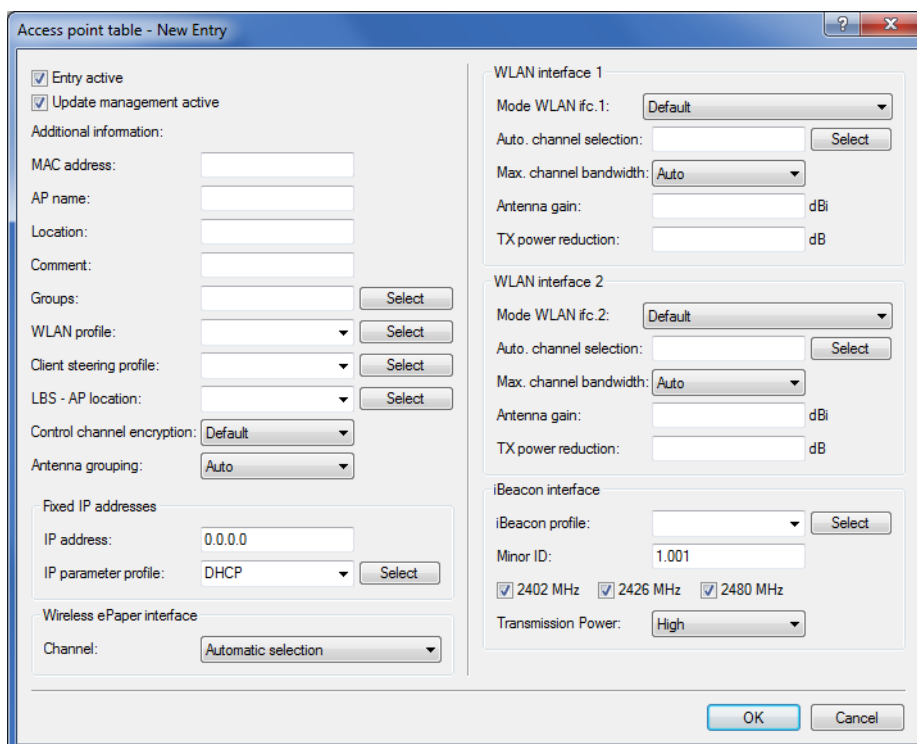 Access point table - New Entry
Entry active
Update management active
Additional information:
MAC address:
AP name:
Location:
Comment:
Groups: Select
WLAN profile: Select
Client steering profile: Select
LBS - AP location: Select
Control channel encryption: Default
Antenna grouping: Auto
Fixed IP addresses
IP address: 0.0.0.0
IP parameter profile: DHCP Select
Wireless ePaper interface
Channel: Automatic selection
WLAN interface 1
Mode WLAN ifc.1: Default
Auto. channel selection: Select
Max. channel bandwidth: Auto
Antenna gain: dBi
TX power reduction: dB
WLAN interface 2
Mode WLAN ifc.2: Default
Auto. channel selection: Select
Max. channel bandwidth: Auto
Antenna gain: dBi
TX power reduction: dB
iBeacon interface
iBeacon profile: Select
Minor ID: 1.001
2402 MHz 2426 MHz 2480 MHz
Transmission Power: High
OK Cancel